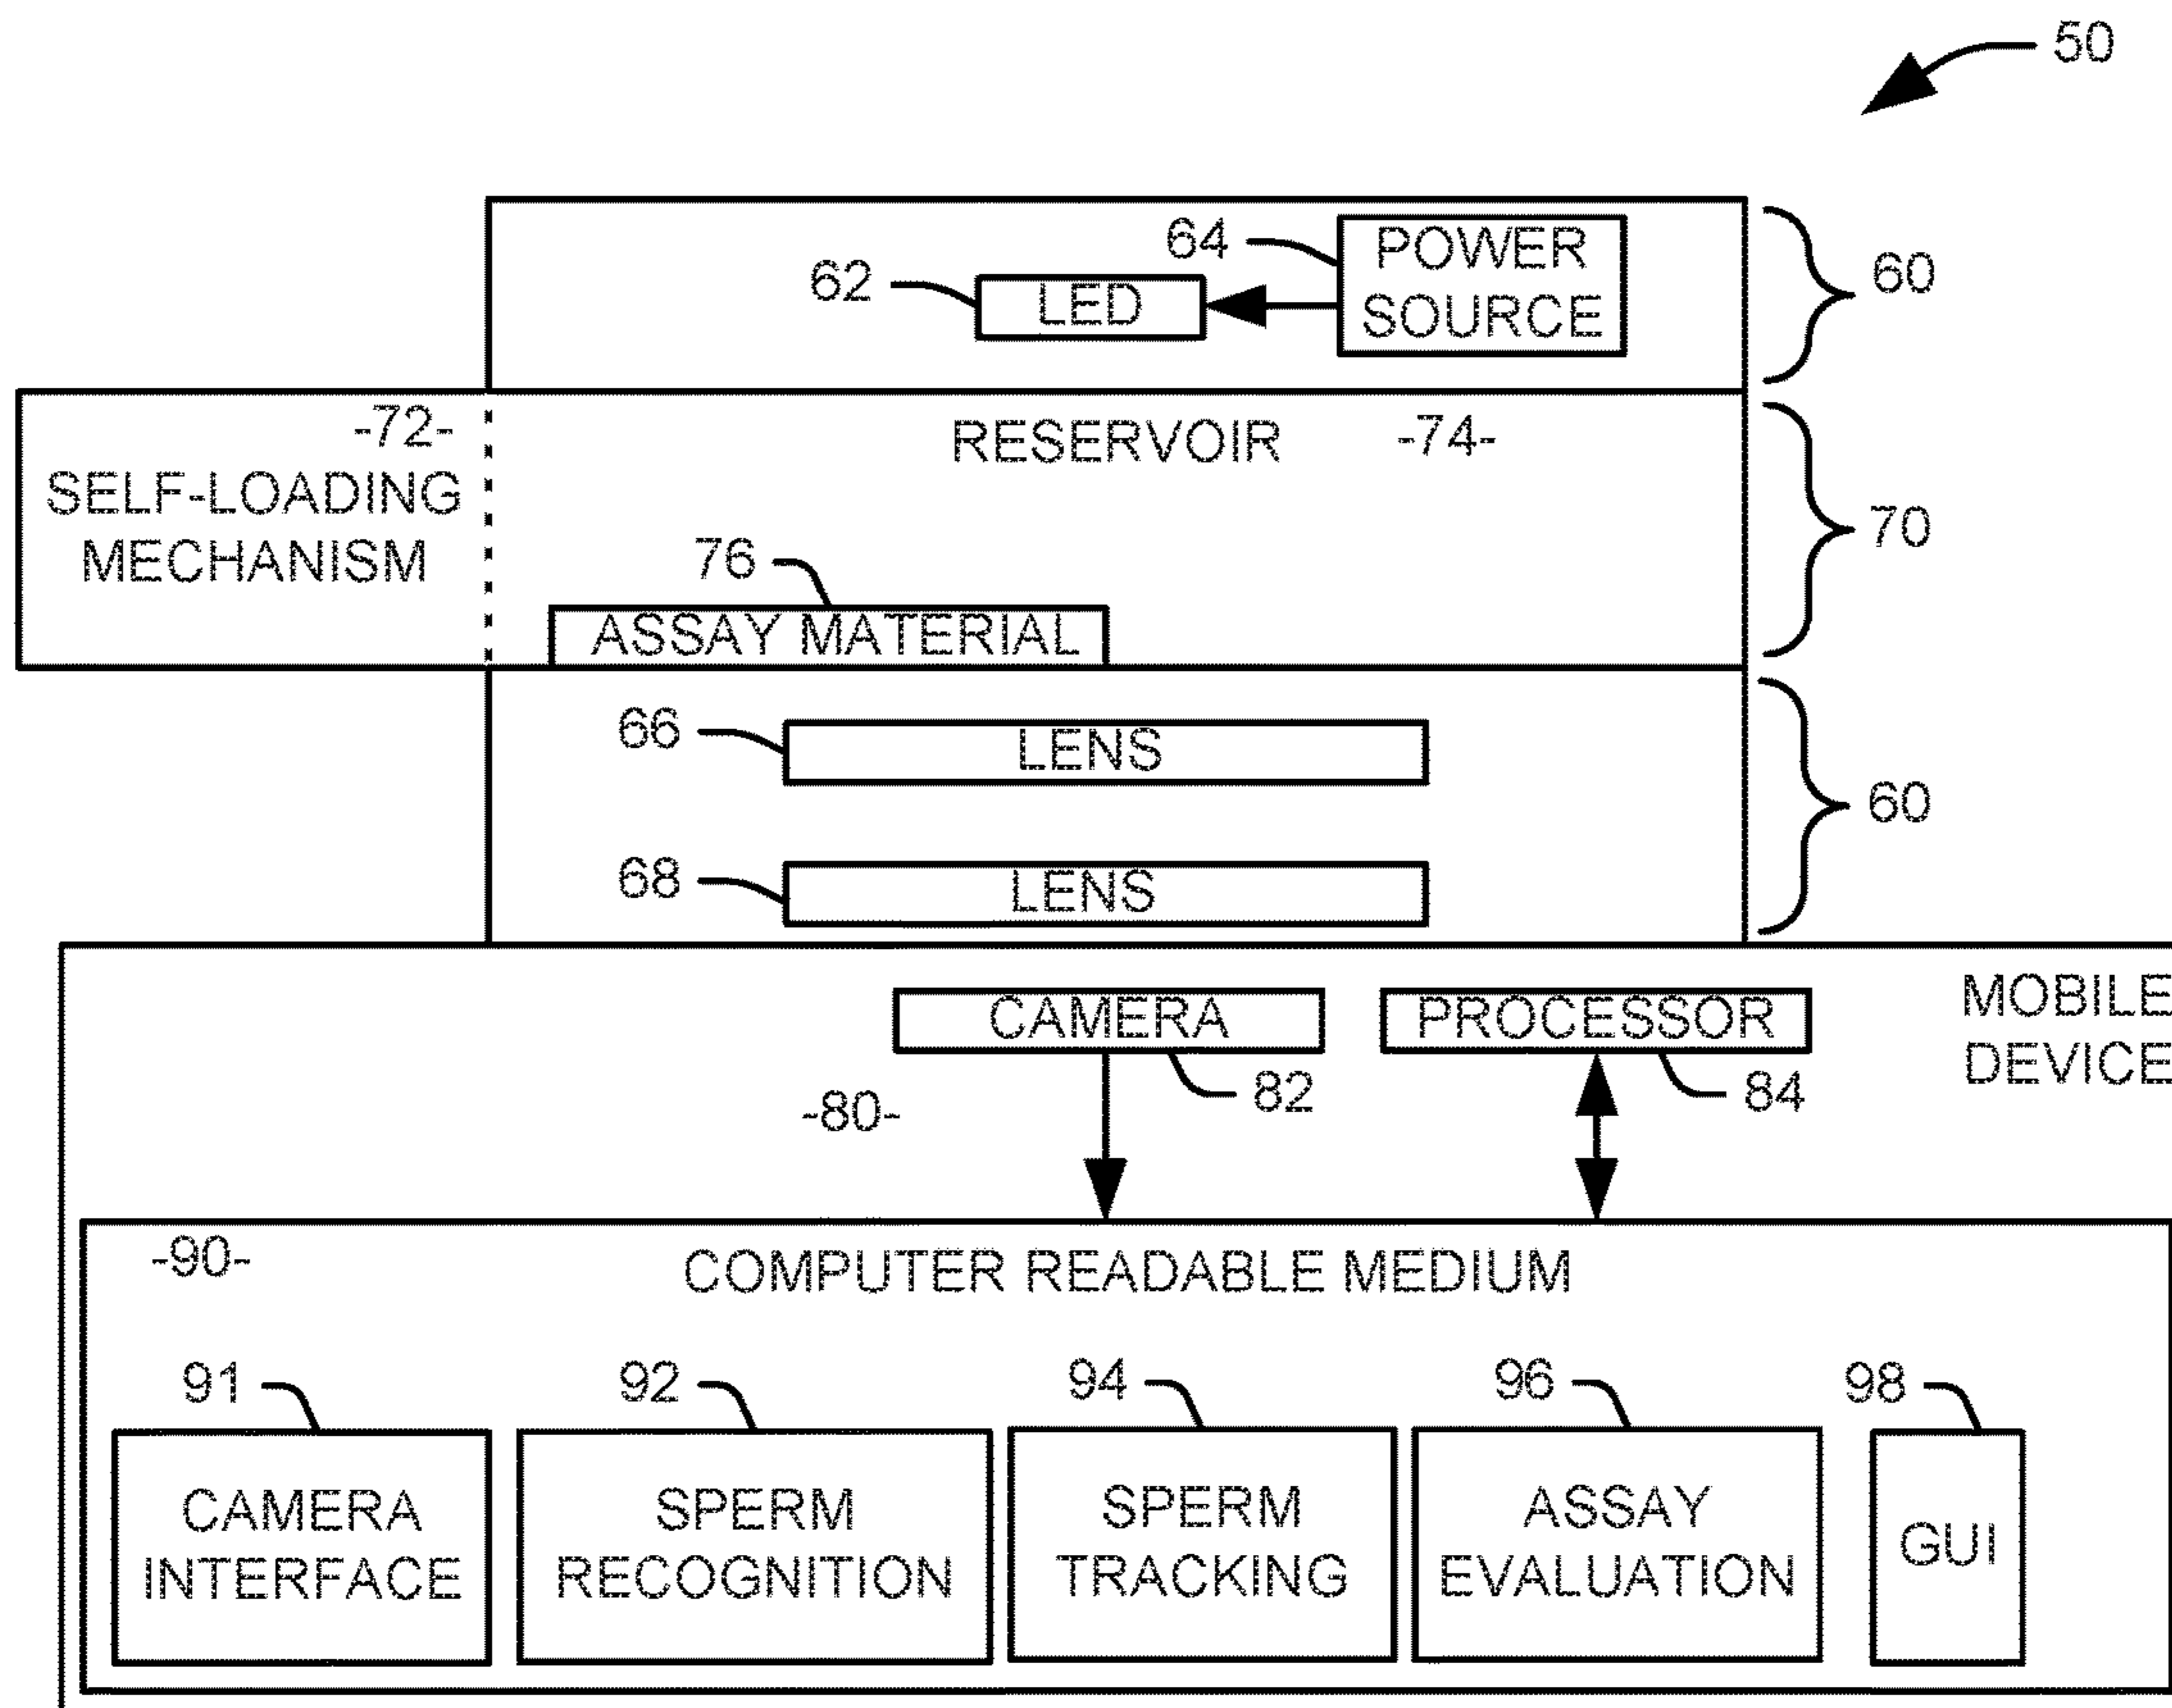 50
64
POWER
SOURCE
62
LED
60
-72-
RESERVOIR
-74-
SELF-LOADING
MECHANISM
70
76
ASSAY MATERIAL
66
LENS
60
68
LENS
CAMERA
PROCESSOR
MOBILE
DEVICE
-80-
82
84
-90-
COMPUTER READABLE MEDIUM
91
92
94
96
98
CAMERA
INTERFACE
SPERM
RECOGNITION
SPERM
TRACKING
ASSAY
EVALUATION
GUI